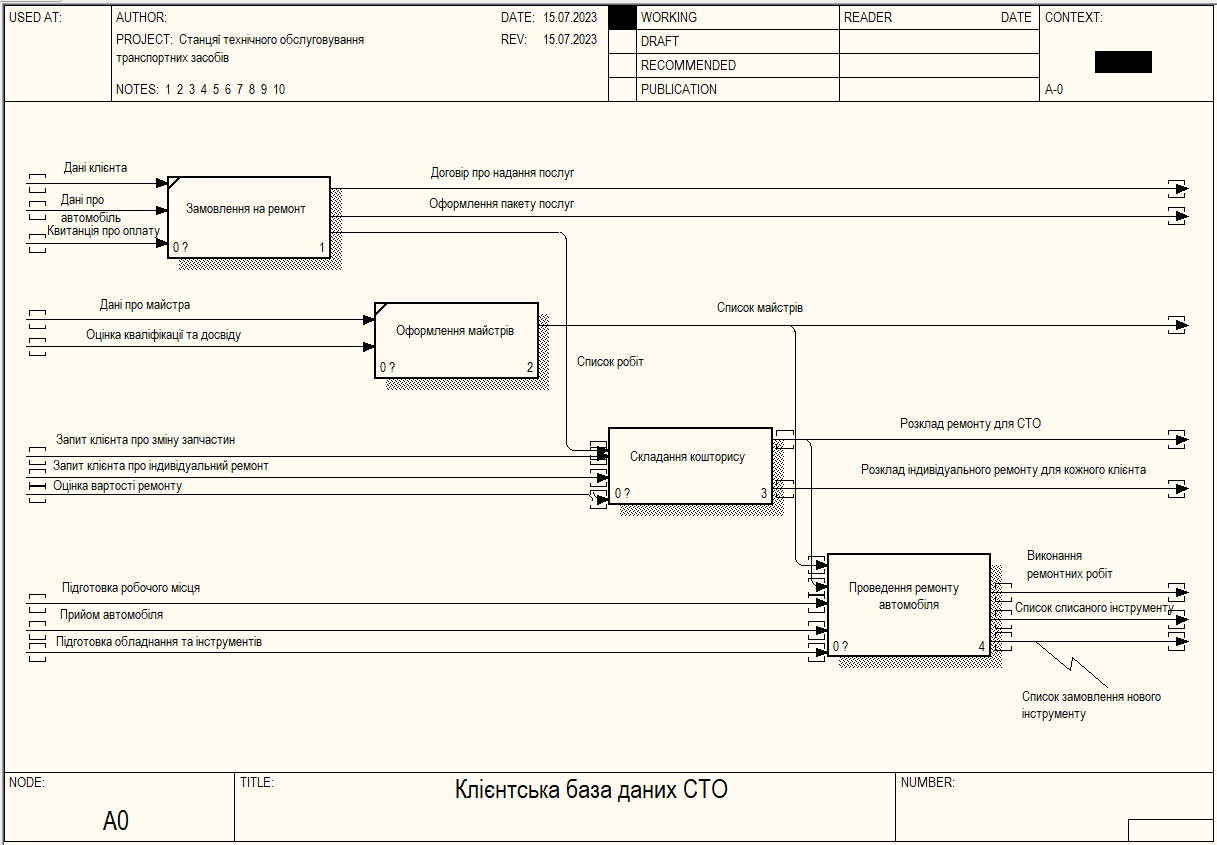 USED AT:
AUTHOR:
DATE: 15.07.2023
PROJECT: Станцяї технічного обслуговування
REV: 15.07.2023
транспортних засобів
NOTES: 1 2 3 4 5 6 7 8 9 10
WORKING
DRAFT
RECOMMENDED
PUBLICATION
READER
DATE
CONTEXT:
A-0
Дані клієнта
Дані про
автомобіль
Квитанція про оплату
Замовлення на ремонт
0 ?
1
Договір про надання послуг
Оформлення пакету послуг
Дані про майстра
Оцінка кваліфікації та досвіду
Оформлення майстрів
0 ?
2
Список майстрів
Список робіт
Запит клієнта про зміну запчастин
Запит клієнта про індивідуальний ремонт
Оцінка вартості ремонту
Складання кошторису
0 ?
3
Розклад ремонту для СТО
Розклад індивідуального ремонту для кожного клієнта
Підготовка робочого місця
Прийом автомобіля
Підготовка обладнання та інструментів
Проведення ремонту
автомобіля
0 ?
4
Виконання
ремонтних робіт
Список списаного інструменту
Список замовлення нового
інструменту
NODE:
A0
TITLE:
Клієнтська база даних СТО
NUMBER: